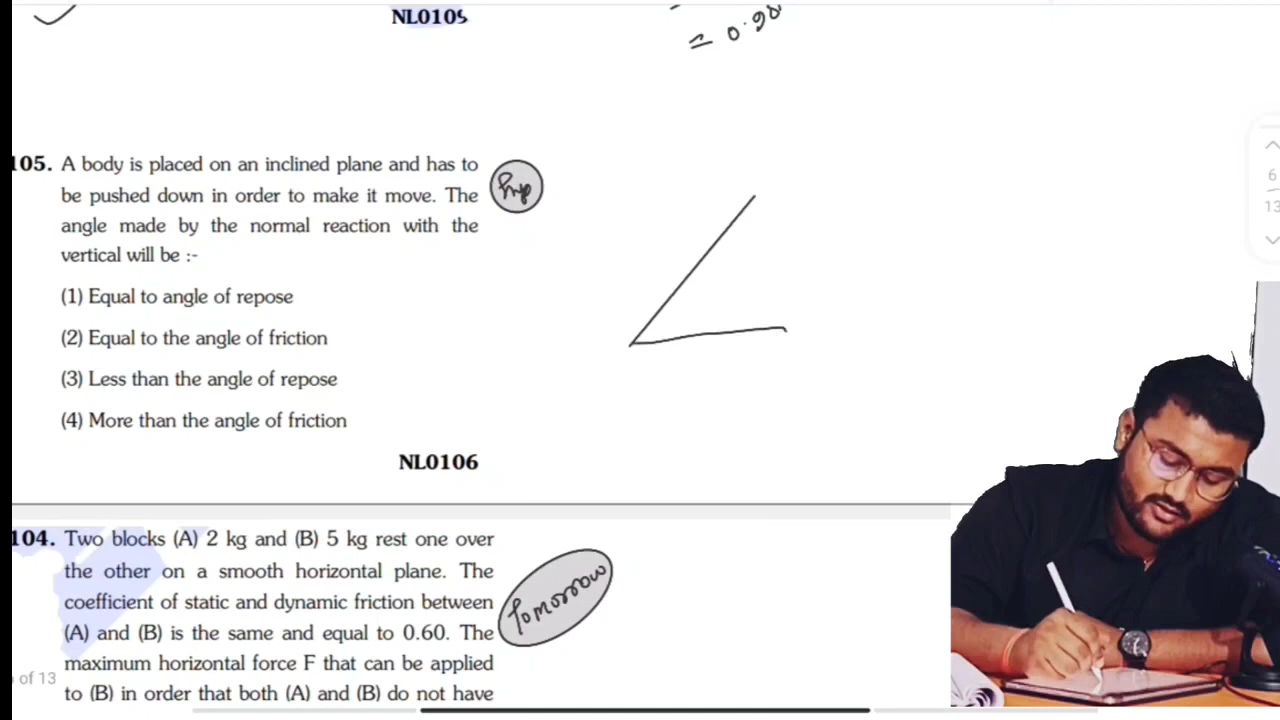 NL0105
= 0.98
105. A body is placed on an inclined plane and has to
be pushed down in order to make it move. The
angle made by the normal reaction with the
vertical will be :-
(1) Equal to angle of repose
(2) Equal to the angle of friction
(3) Less than the angle of repose
(4) More than the angle of friction
NL0106
6
13
104. Two blocks (A) 2 kg and (B) 5 kg rest one over
the other on a smooth horizontal plane. The
coefficient of static and dynamic friction between
(A) and (B) is the same and equal to 0.60. The
maximum horizontal force F that can be applied
to (B) in order that both (A) and (B) do not have
Tomorrow
of 13